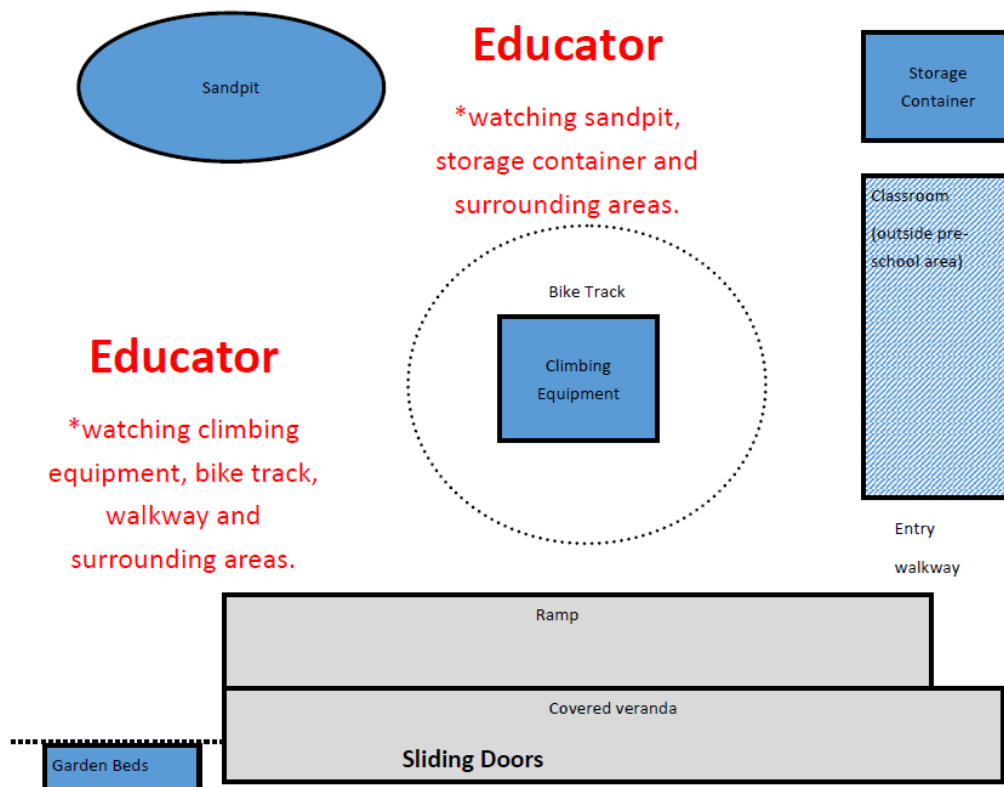 Educator
*watching sandpit,
storage container and
surrounding areas.
Sandpit
Storage
Container
Classroom
(outside pre-
school area)
Bike Track
Climbing
Equipment
Educator
*watching climbing
equipment, bike track,
walkway and
surrounding areas.
Entry
walkway
Ramp
Covered veranda
Sliding Doors
Garden Beds